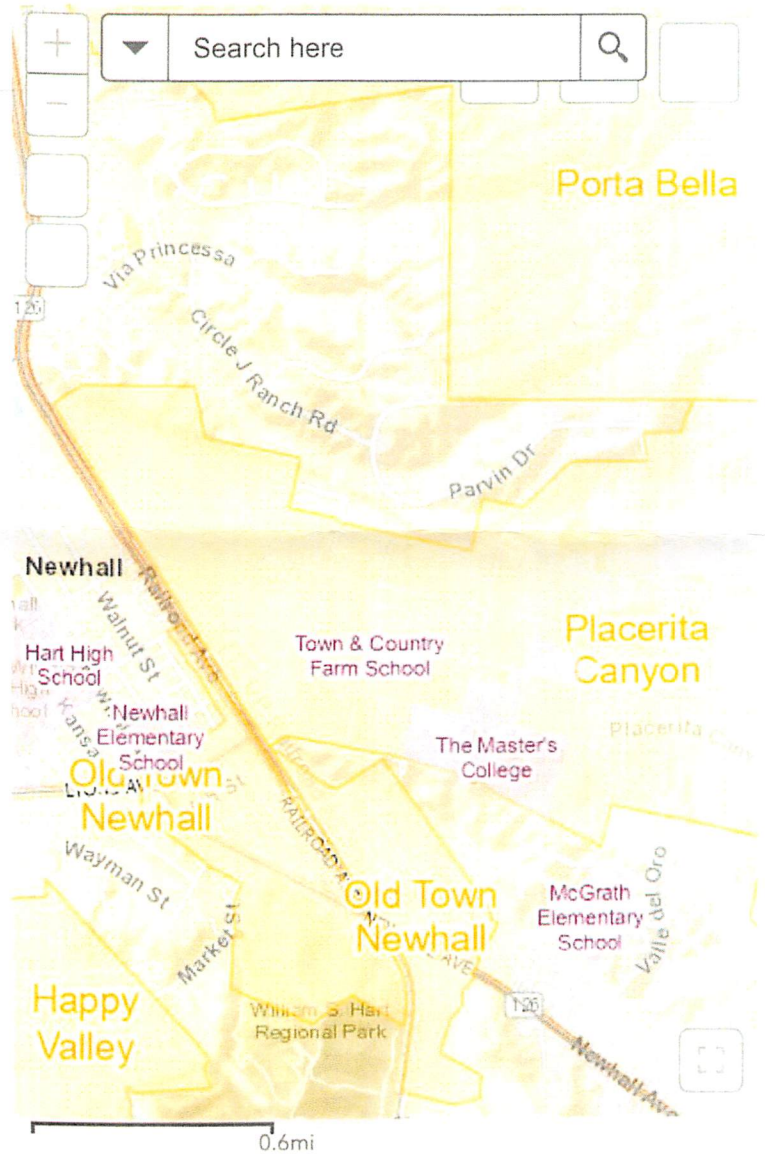 +
Search here
−
Porta Bella
Via Princessa
126
Circle J Ranch Rd
Parvin Dr
Newhall
Railroad Ave
Walnut St
Hart High
School
Town & Country
Farm School
Placerita
Canyon
Newhall
Elementary
School
The Master's
College
Placerita
Old Town
Newhall
RAILROAD
Wayman St
Old Town
Newhall
AVE
McGrath
Elementary
School
Valle del Oro
Market St
Happy
Valley
William S. Hart
Regional Park
126
Newhall Ave
0.6mi